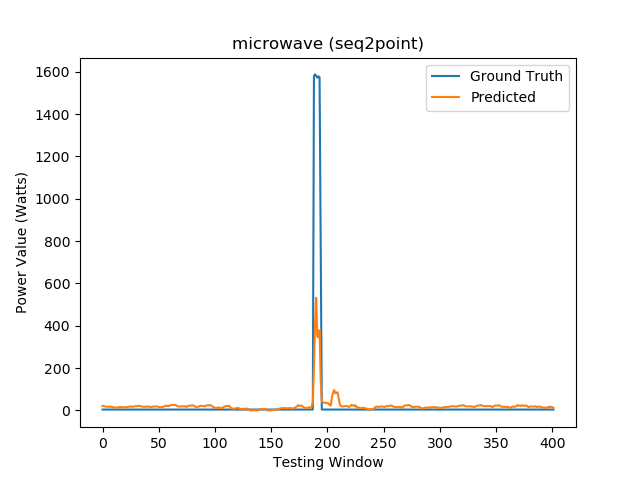 microwave (seq2point)
Ground Truth
Predicted
1600
1400
1200
1000
800
600
400
200
0
Power Value (Watts)
0 50 100 150 200 250 300 350 400
Testing Window